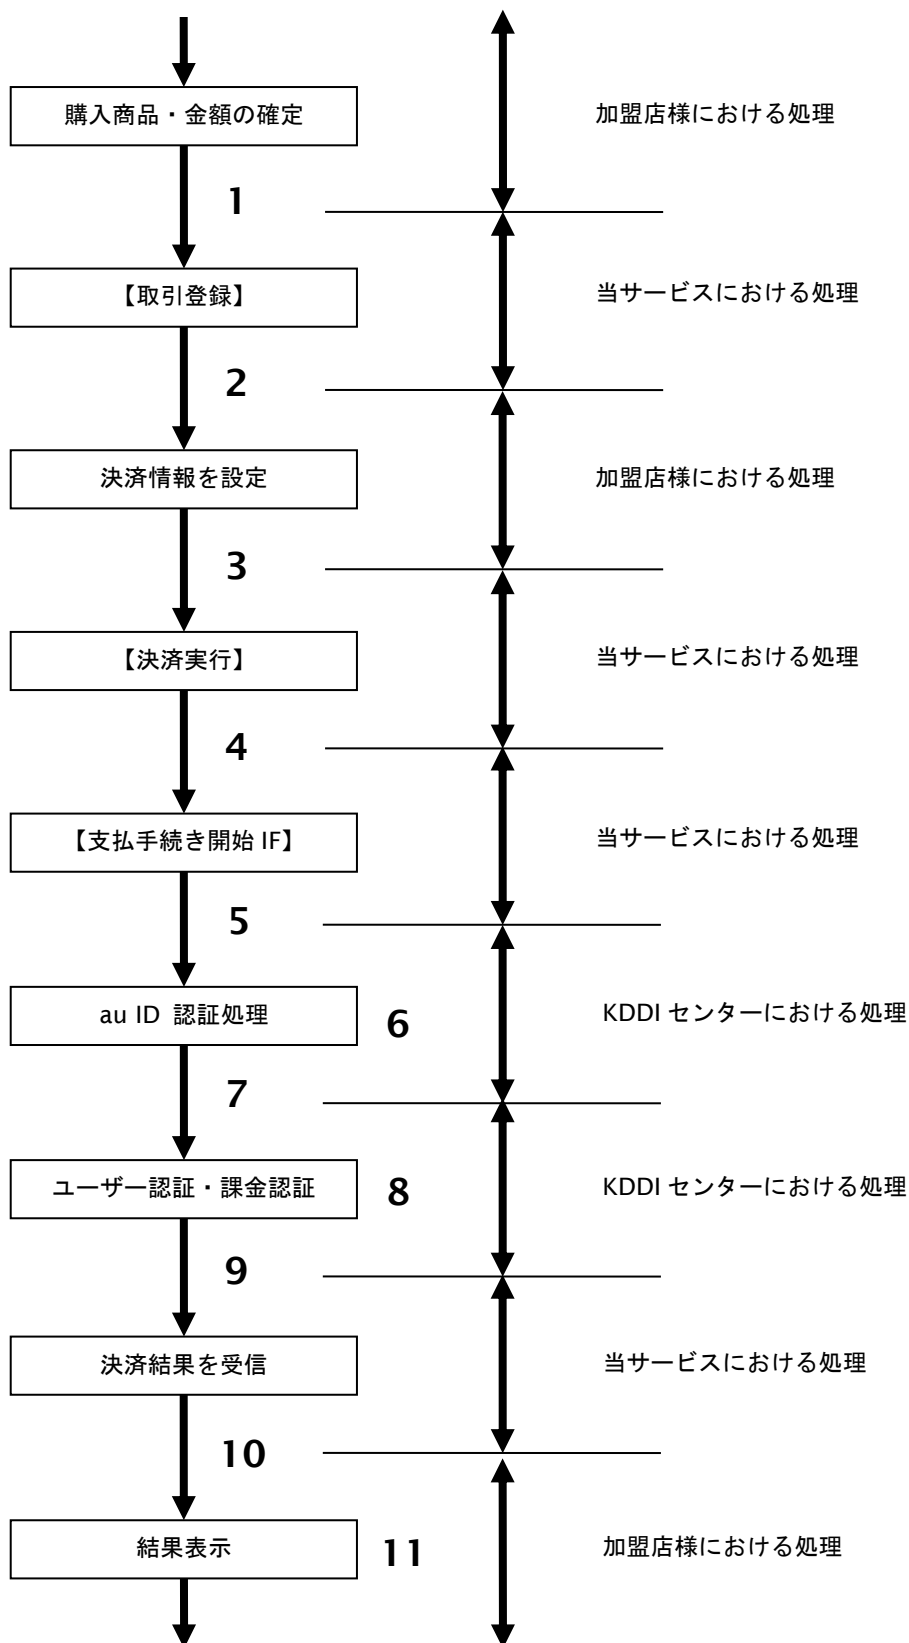 購入商品・金額の確定
加盟店様における処理
1
【取引登録】
当サービスにおける処理
2
決済情報を設定
加盟店様における処理
3
【決済実行】
当サービスにおける処理
4
【支払手続き開始 IF】
当サービスにおける処理
5
au ID 認証処理
6
KDDI センターにおける処理
7
ユーザー認証・課金認証
8
KDDI センターにおける処理
9
決済結果を受信
当サービスにおける処理
10
結果表示
11
加盟店様における処理